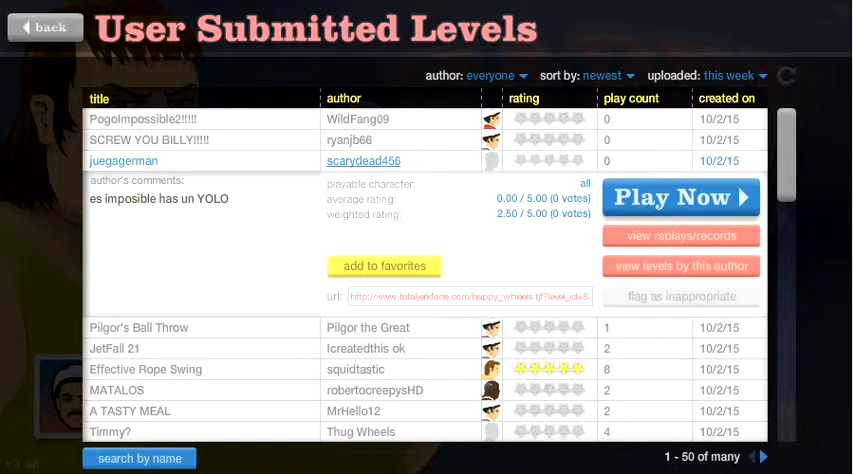 back
User Submitted Levels
author: everyone sort by: newest uploaded: this week
title author rating play count created on
PogoImpossible2!!!!! WildFang09 0 10/2/15
SCREW YOU BILLY!!!!! ryanjb66 0 10/2/15
juegagerman scarydead456 0 10/2/15
author's comments:
es imposible has un YOLO
playable character: all
average rating: 0.00 / 5.00 (0 votes)
weighted rating: 2.50 / 5.00 (0 votes)
Play Now
view replays/records
add to favorites
view levels by this author
url: http://www.totaljerkface.com/happy_wheels.tjf?level_id=8
flag as inappropriate
Pilgor's Ball Throw Pilgor the Great 1 10/2/15
JetFall 21 Icreatedthis ok 2 10/2/15
Effective Rope Swing squidtastic 8 10/2/15
MATALOS robertocreepysHD 2 10/2/15
A TASTY MEAL MrHello12 2 10/2/15
Timmy? Thug Wheels 4 10/2/15
search by name
1 - 50 of many